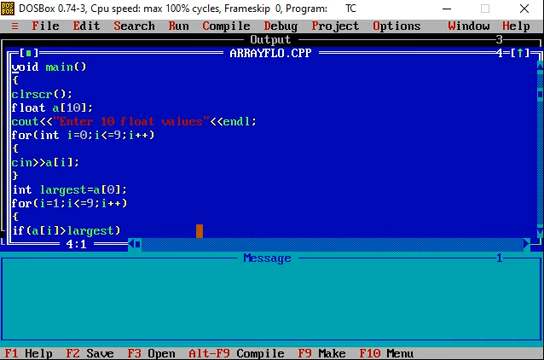 DOSBox 0.74-3, Cpu speed: max 100% cycles, Frameskip 0, Program: TC
≡ File Edit Search Run Compile Debug Project Options Window Help
Output 3
[■] ARRAYFLO.CPP 4=[↑]
void main()
{
clrscr();
float a[10];
cout<<"Enter 10 float values"<<endl;
for(int i=0;i<=9;i++)
{
cin>>a[i];
}
int largest=a[0];
for(i=1;i<=9;i++)
{
if(a[i]>largest)
4:1
Message 1
F1 Help F2 Save F3 Open Alt-F9 Compile F9 Make F10 Menu